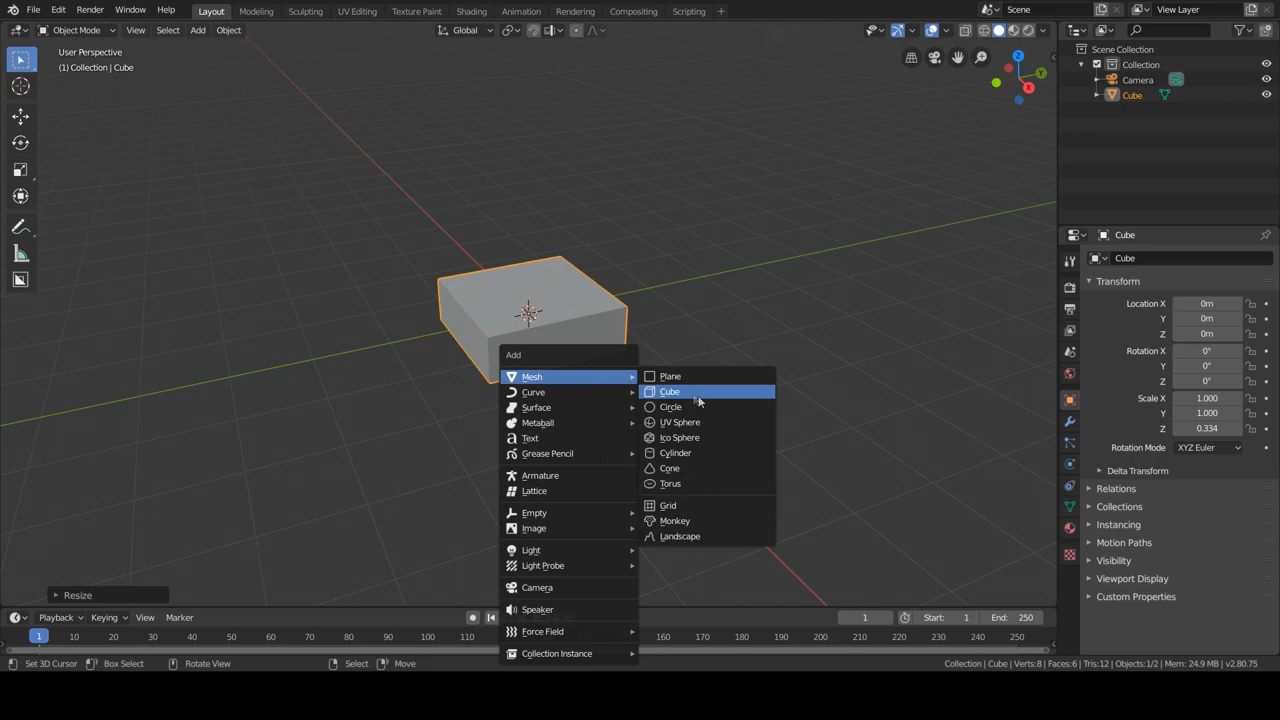 File Edit Render Window Help Layout Modeling Sculpting UV Editing Texture Paint Shading Animation Rendering Compositing Scripting + Scene View Layer
Object Mode View Select Add Object Global
User Perspective
(1) Collection | Cube
Z
Y
X
Scene Collection
Collection
Camera
Cube
Add
Mesh
Curve
Surface
Metaball
Text
Grease Pencil
Armature
Lattice
Empty
Image
Light
Light Probe
Camera
Speaker
Force Field
Collection Instance
Plane
Cube
Circle
UV Sphere
Ico Sphere
Cylinder
Cone
Torus
Grid
Monkey
Landscape
Cube
Cube
Transform
Location X 0m
Y 0m
Z 0m
Rotation X 0°
Y 0°
Z 0°
Scale X 1.000
Y 1.000
Z 0.334
Rotation Mode XYZ Euler
Delta Transform
Relations
Collections
Instancing
Motion Paths
Visibility
Viewport Display
Custom Properties
Resize
Playback Keying View Marker 1 Start: 1 End: 250
1 10 20 30 40 50 60 70 80 90 100 110 140 150 160 170 180 190 200 210 220 230 240 250
Set 3D Cursor Box Select Rotate View Select Move Collection | Cube | Verts:8 | Faces:6 | Tris:12 | Objects:1/2 | Mem: 24.9 MB | v2.80.75